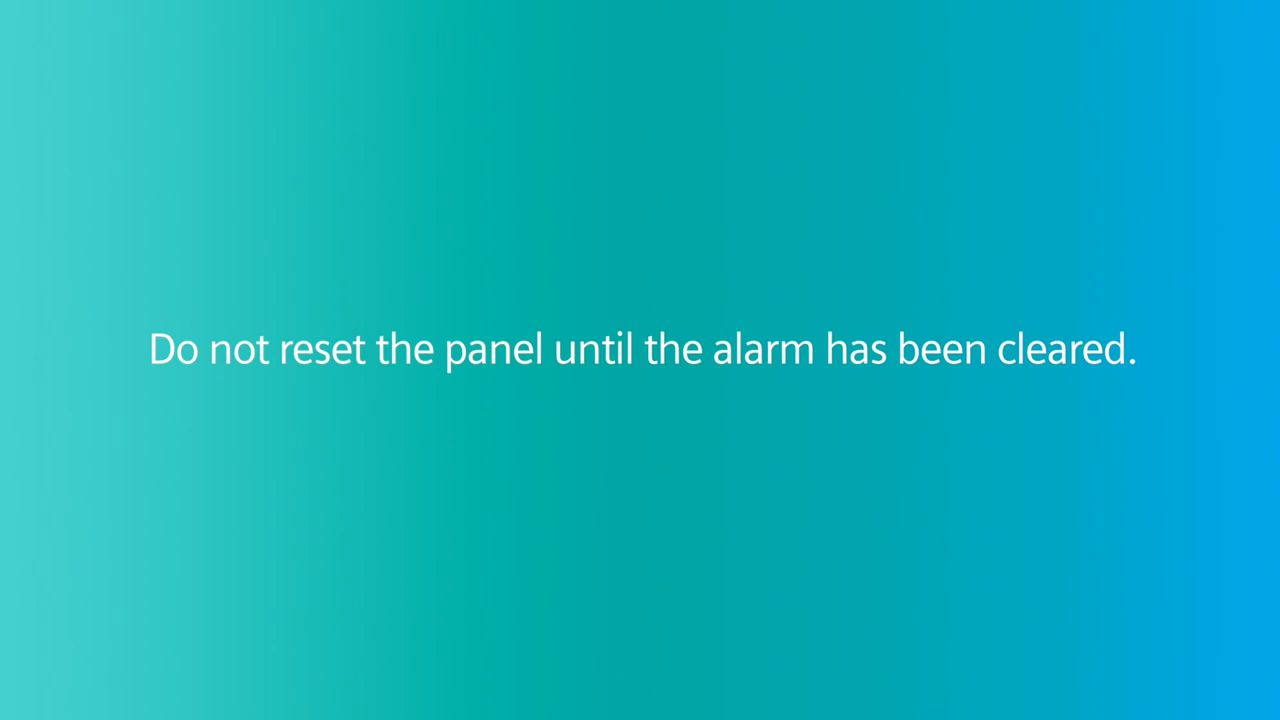 Do not reset the panel until the alarm has been cleared.